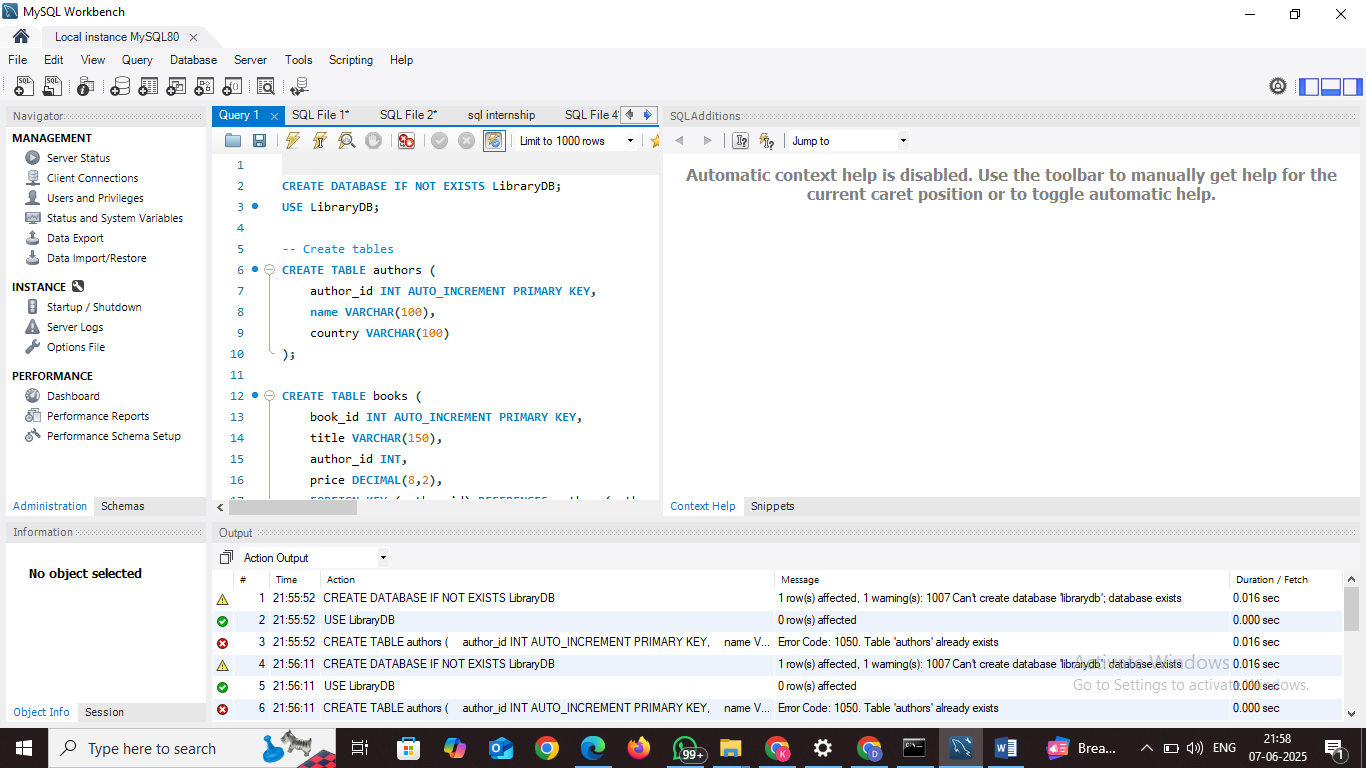 MySQL Workbench
Local instance MySQL80
File Edit View Query Database Server Tools Scripting Help
SQL SQL
Navigator
MANAGEMENT
Server Status
Client Connections
Users and Privileges
Status and System Variables
Data Export
Data Import/Restore
INSTANCE
Startup / Shutdown
Server Logs
Options File
PERFORMANCE
Dashboard
Performance Reports
Performance Schema Setup
Administration Schemas
Query 1 SQL File 1* SQL File 2* sql internship SQL File 4*
Limit to 1000 rows
1
2 CREATE DATABASE IF NOT EXISTS LibraryDB;
3 USE LibraryDB;
4
5 -- Create tables
6 CREATE TABLE authors (
7 author_id INT AUTO_INCREMENT PRIMARY KEY,
8 name VARCHAR(100),
9 country VARCHAR(100)
10 );
11
12 CREATE TABLE books (
13 book_id INT AUTO_INCREMENT PRIMARY KEY,
14 title VARCHAR(150),
15 author_id INT,
16 price DECIMAL(8,2),
SQLAdditions
Jump to
Automatic context help is disabled. Use the toolbar to manually get help for the
current caret position or to toggle automatic help.
Context Help Snippets
Information
No object selected
Object Info Session
Output
Action Output
# Time Action Message Duration / Fetch
1 21:55:52 CREATE DATABASE IF NOT EXISTS LibraryDB 1 row(s) affected, 1 warning(s): 1007 Can't create database 'librarydb'; database exists 0.016 sec
2 21:55:52 USE LibraryDB 0 row(s) affected 0.000 sec
3 21:55:52 CREATE TABLE authors ( author_id INT AUTO_INCREMENT PRIMARY KEY, name V... Error Code: 1050. Table 'authors' already exists 0.016 sec
4 21:56:11 CREATE DATABASE IF NOT EXISTS LibraryDB 1 row(s) affected, 1 warning(s): 1007 Can't create database 'librarydb'; database exists 0.016 sec
5 21:56:11 USE LibraryDB 0 row(s) affected 0.000 sec
6 21:56:11 CREATE TABLE authors ( author_id INT AUTO_INCREMENT PRIMARY KEY, name V... Error Code: 1050. Table 'authors' already exists 0.000 sec
Activate Windows
Go to Settings to activate Windows.
Type here to search
99+
K
D
Brea...
ENG
21:58
07-06-2025
1